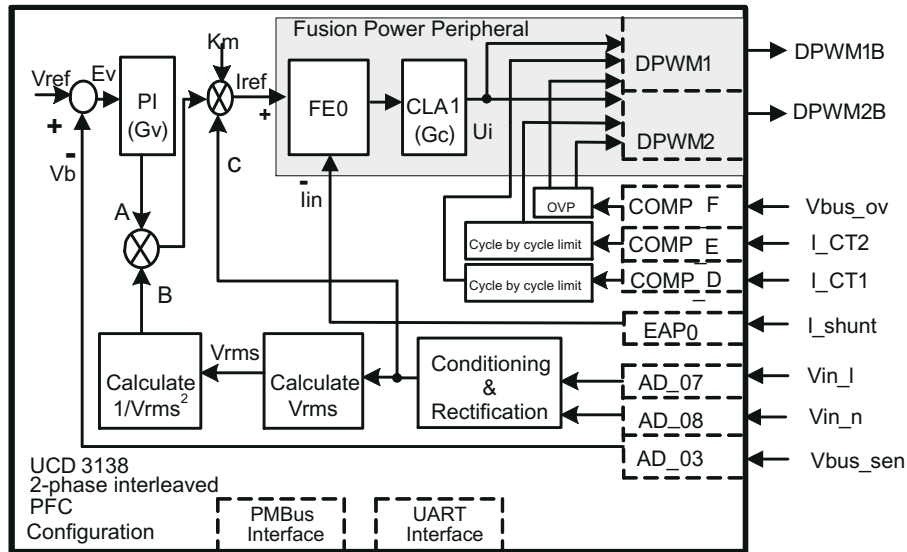 Fusion Power Peripheral
Km
Vref
Ev
PI
(Gv)
Iref
+
+
-
Vb
FE0
CLA1
(Gc)
Ui
DPWM1
DPWM2
DPWM1B
DPWM2B
C
-
Iin
A
B
OVP
COMP_F
Vbus_ov
Cycle by cycle limit
COMP_E
I_CT2
Cycle by cycle limit
COMP_D
I_CT1
EAP0
I_shunt
Vrms
Calculate
1/Vrms²
Calculate
Vrms
Conditioning
&
Rectification
AD_07
Vin_l
AD_08
Vin_n
AD_03
Vbus_sen
UCD 3138
2-phase interleaved
PFC
Configuration
PMBus
Interface
UART
Interface